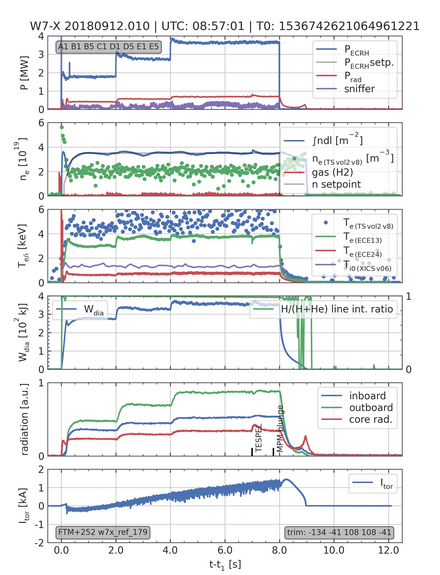 W7-X 20180912.010 | UTC: 08:57:01 | T0: 1536742621064961221
A1 B1 B5 C1 D1 D5 E1 E5
P [MW]
4
3
2
1
0
P_ECRH
P_ECRH setp.
P_rad
sniffer
n_e [10^19]
6
4
2
0
∫ndl [m^-2]
n_e (TS vol2 v8) [m^-3]
gas (H2)
n setpoint
T_e/i [keV]
6
4
2
0
T_e (TS vol2 v8)
T_e (ECE13)
T_e (ECE24)
T_i0 (XICS v06)
W_dia [10^2 kJ]
4
3
2
1
0
W_dia
H/(H+He) line int. ratio
1
0
radiation [a.u.]
1
0
inboard
outboard
core rad.
TESPEL
MPM plunge
I_tor [kA]
2
1
0
-1
-2
I_tor
FTM+252 w7x_ref_179
trim: -134 -41 108 108 -41
0.0 2.0 4.0 6.0 8.0 10.0 12.0
t-t_1 [s]